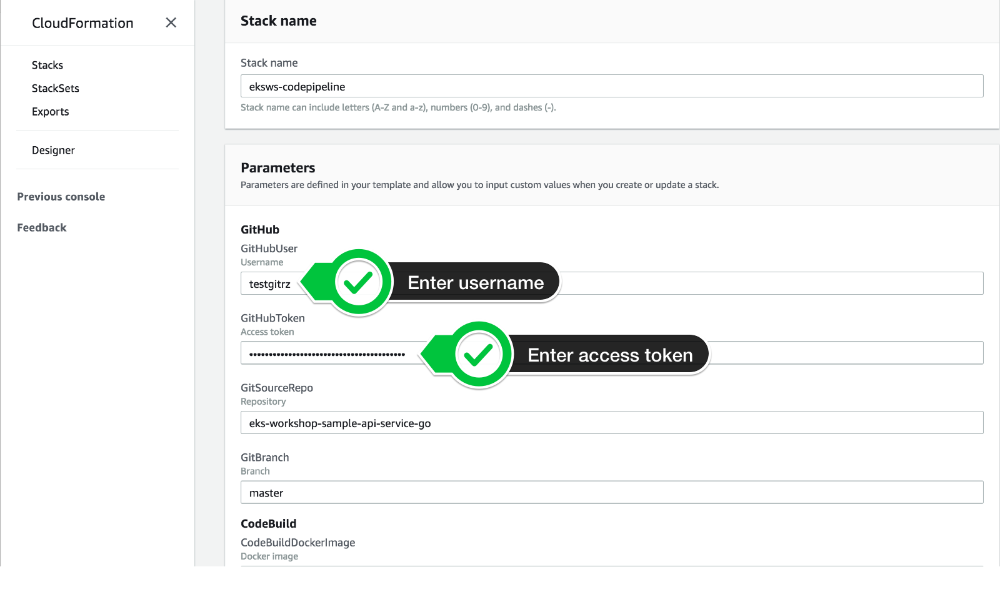 CloudFormation
Stacks
StackSets
Exports
Designer
Previous console
Feedback
Stack name
Stack name
eksws-codepipeline
Stack name can include letters (A-Z and a-z), numbers (0-9), and dashes (-).
Parameters
Parameters are defined in your template and allow you to input custom values when you create or update a stack.
GitHub
GitHubUser
Username
testgitrz
Enter username
GitHubToken
Access token
••••••••••••••••••••••••••••••••••••••••
Enter access token
GitSourceRepo
Repository
eks-workshop-sample-api-service-go
GitBranch
Branch
master
CodeBuild
CodeBuildDockerImage
Docker image